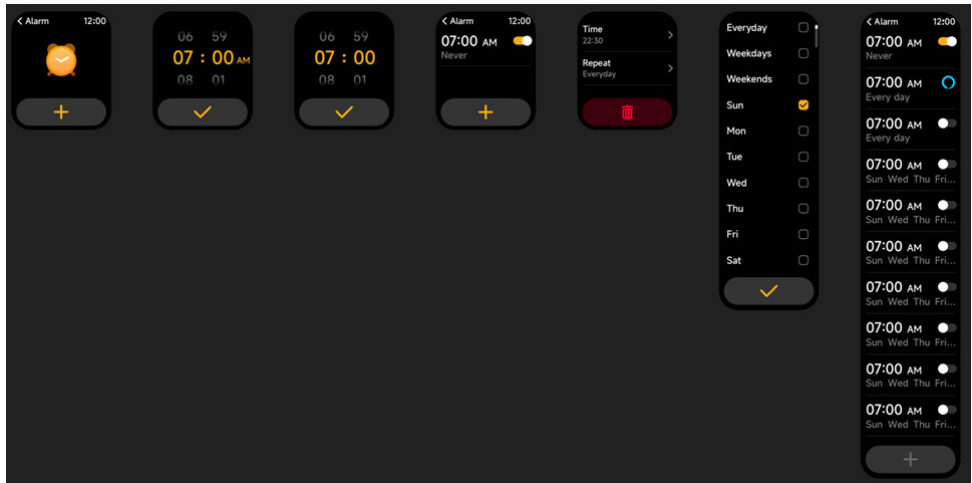 < Alarm 12:00
06 59
07 : 00 AM
08 01
06 59
07 : 00
08 01
< Alarm 12:00
07:00 AM
Never
Time
22:30
Repeat
Everyday
Everyday
Weekdays
Weekends
Sun
Mon
Tue
Wed
Thu
Fri
Sat
< Alarm 12:00
07:00 AM
Never
07:00 AM
Every day
07:00 AM
Every day
07:00 AM
Sun Wed Thu Fri...
07:00 AM
Sun Wed Thu Fri...
07:00 AM
Sun Wed Thu Fri...
07:00 AM
Sun Wed Thu Fri...
07:00 AM
Sun Wed Thu Fri...
07:00 AM
Sun Wed Thu Fri...
07:00 AM
Sun Wed Thu Fri...